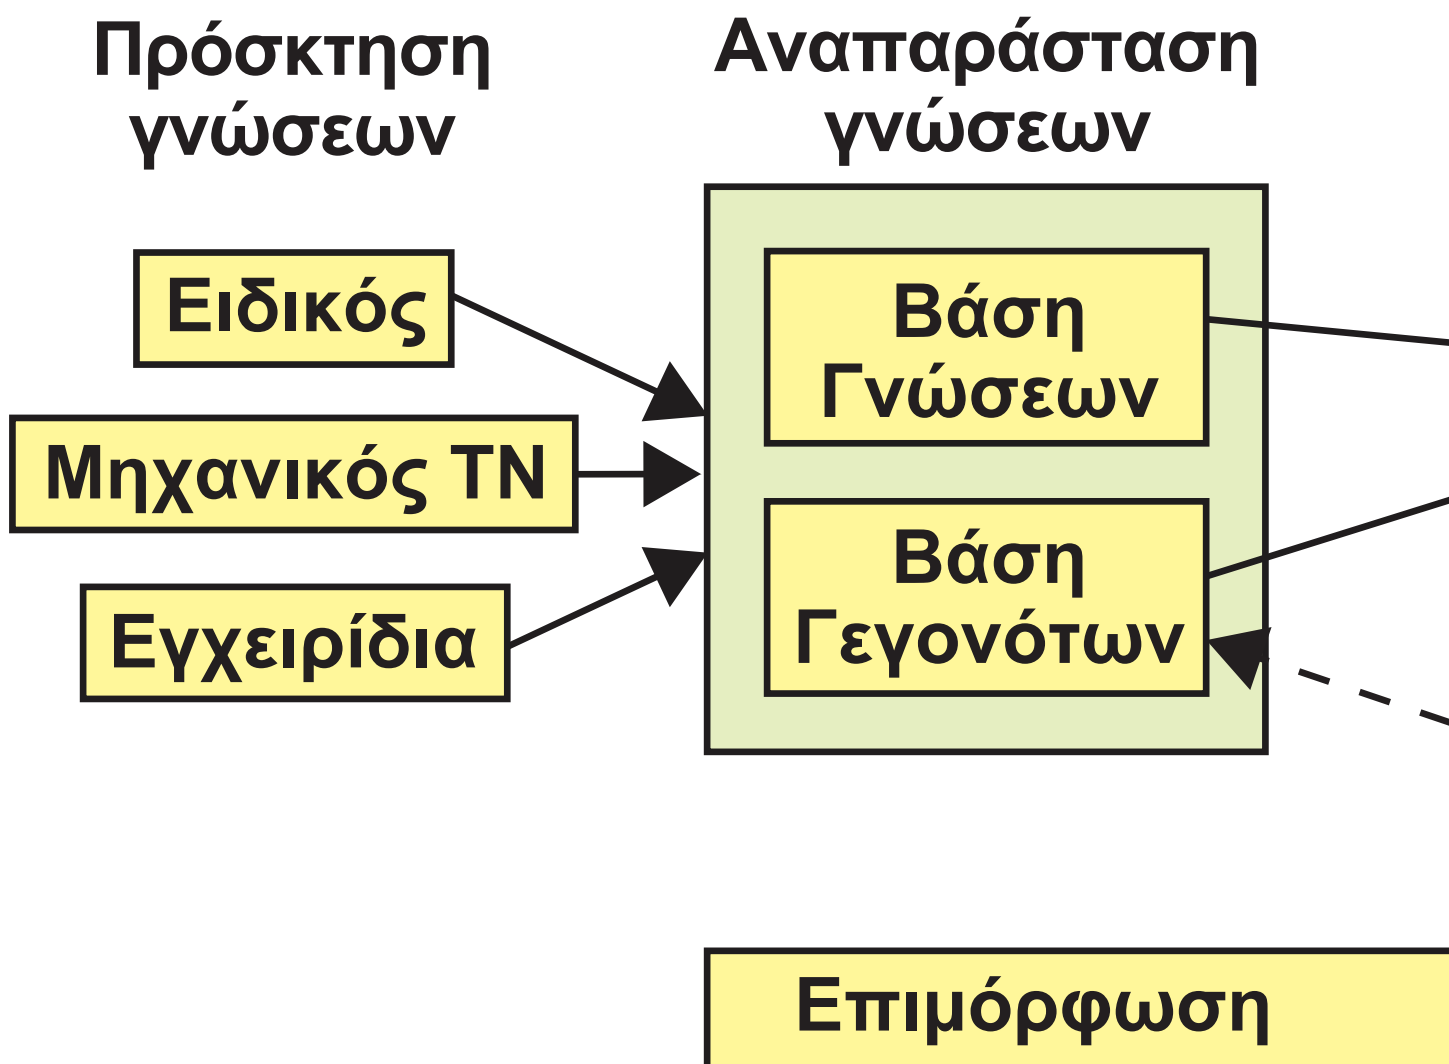 Πρόσκτηση
γνώσεων
Αναπαράσταση
γνώσεων
Ειδικός
Μηχανικός ΤΝ
Εγχειρίδια
Βάση
Γνώσεων
Βάση
Γεγονότων
Επιμόρφωση